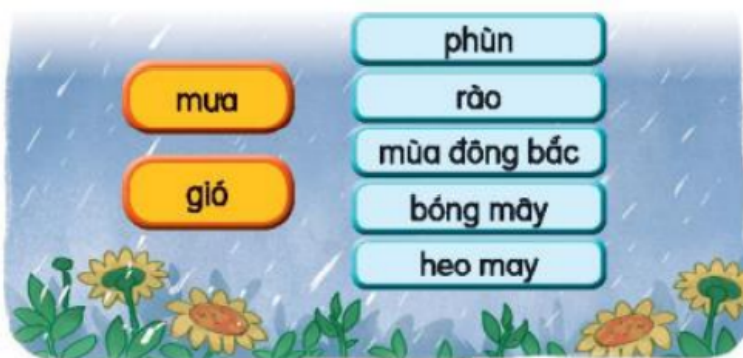 mưa
gió
phùn
rào
mùa đông bắc
bóng mây
heo may